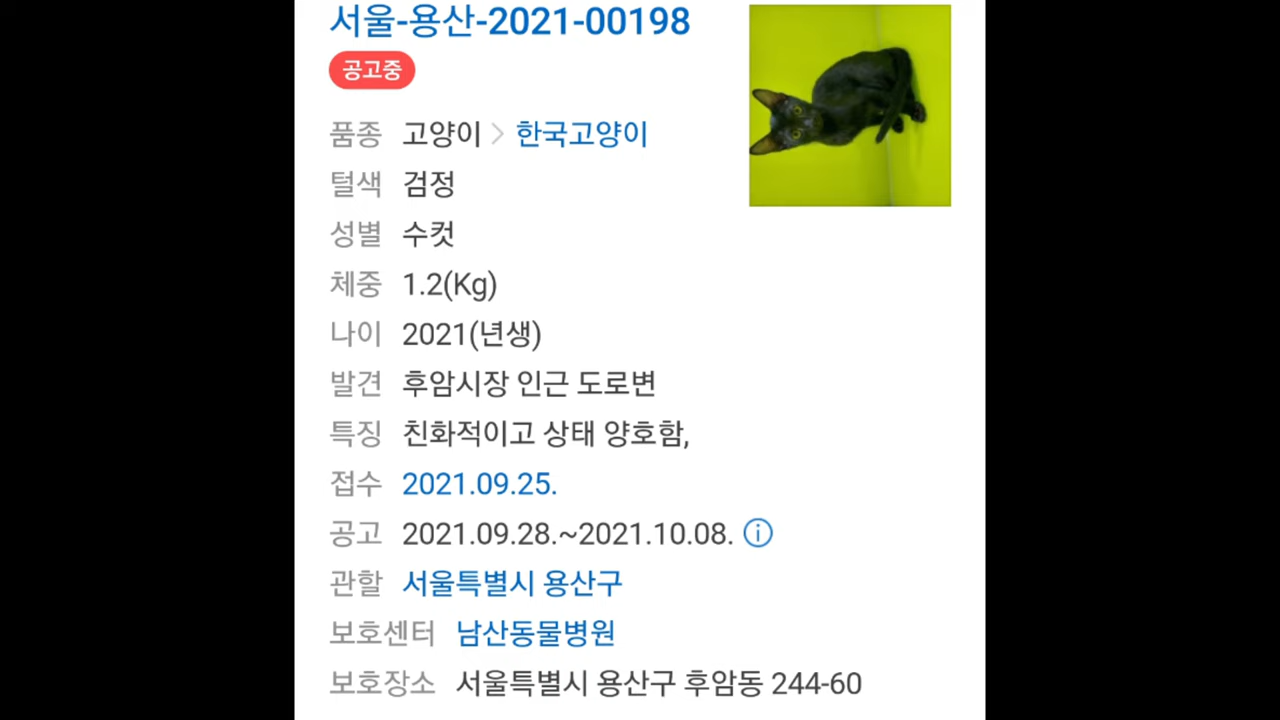 서울-용산-2021-00198
공고중
품종 고양이 > 한국고양이
털색 검정
성별 수컷
체중 1.2(Kg)
나이 2021(년생)
발견 후암시장 인근 도로변
특징 친화적이고 상태 양호함,
접수 2021.09.25.
공고 2021.09.28.~2021.10.08. ⓘ
관할 서울특별시 용산구
보호센터 남산동물병원
보호장소 서울특별시 용산구 후암동 244-60